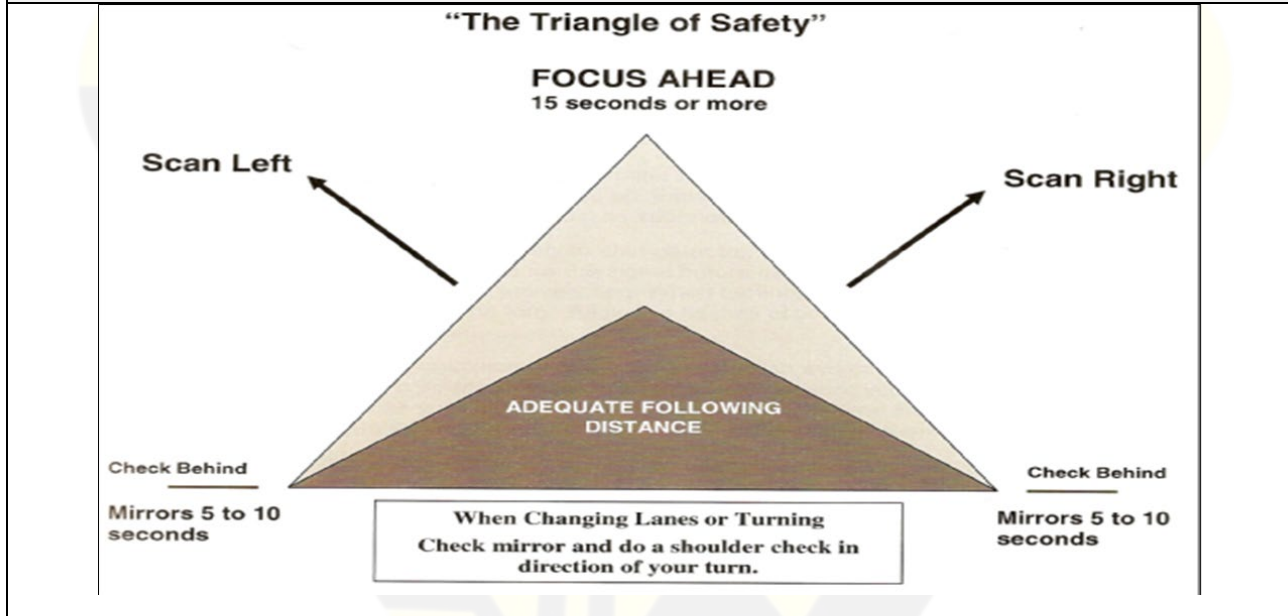 “The Triangle of Safety”
FOCUS AHEAD
15 seconds or more
Scan Left
Scan Right
ADEQUATE FOLLOWING
DISTANCE
Check Behind
Mirrors 5 to 10
seconds
Check Behind
Mirrors 5 to 10
seconds
When Changing Lanes or Turning
Check mirror and do a shoulder check in
direction of your turn.